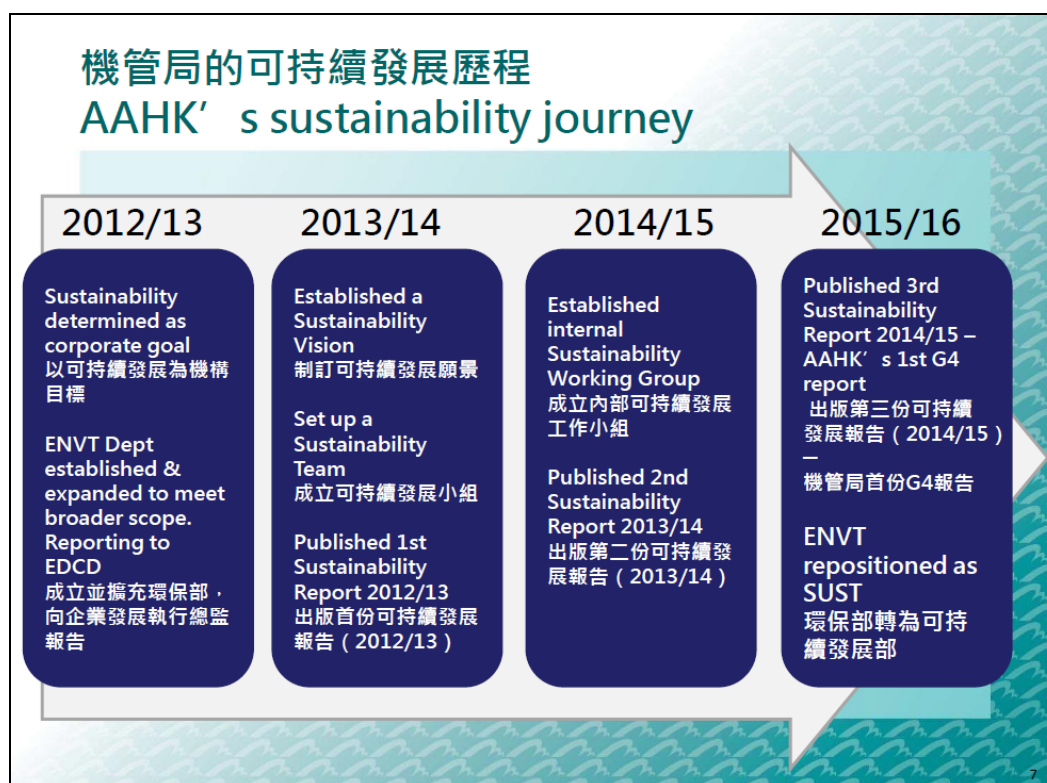 機管局的可持續發展歷程
AAHK’s sustainability journey
2012/13
Sustainability
determined as
corporate goal
以可持續發展為機構
目標
ENVT Dept
established &
expanded to meet
broader scope.
Reporting to
EDCD
成立並擴充環保部，
向企業發展執行總監
報告
2013/14
Established a
Sustainability
Vision
制訂可持續發展願景
Set up a
Sustainability
Team
成立可持續發展小組
Published 1st
Sustainability
Report 2012/13
出版首份可持續發展
報告（2012/13）
2014/15
Established
internal
Sustainability
Working Group
成立內部可持續發展
工作小組
Published 2nd
Sustainability
Report 2013/14
出版第二份可持續發
展報告（2013/14）
2015/16
Published 3rd
Sustainability
Report 2014/15 –
AAHK’s 1st G4
report
出版第三份可持續
發展報告（2014/15）
–
機管局首份G4報告
ENVT
repositioned as
SUST
環保部轉為可持
續發展部
7